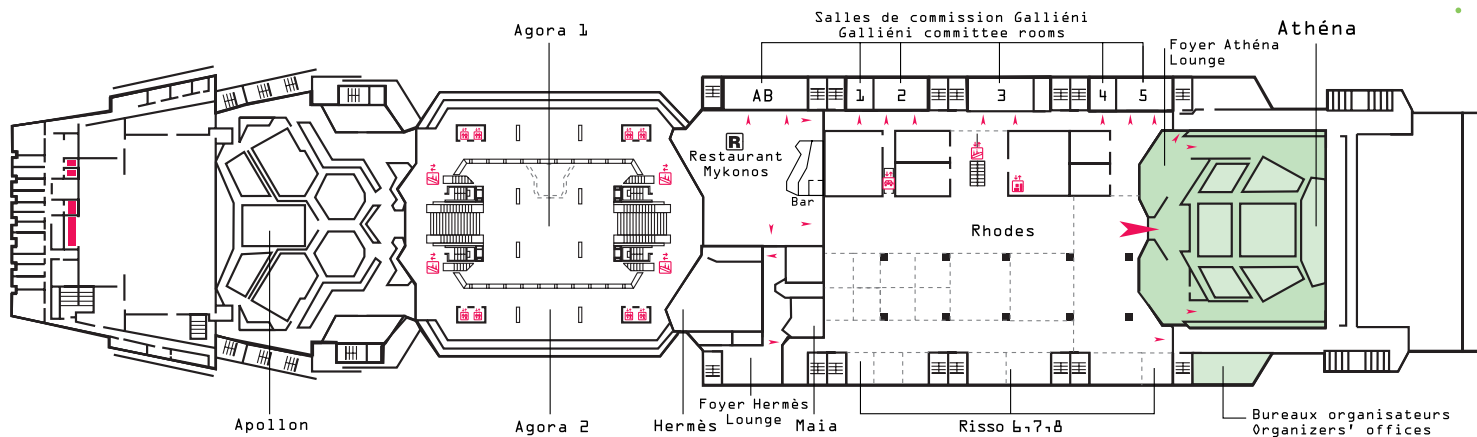 Salles de commission Galliéni
Galliéni committee rooms
Agora 1
Athéna
Foyer Athéna
Lounge
AB
1
2
3
4
5
R
Restaurant
Mykonos
Bar
Rhodes
Apollon
Agora 2
Hermès
Foyer Hermès
Lounge
Maia
Risso 6,7,8
Bureaux organisateurs
Organizers' offices